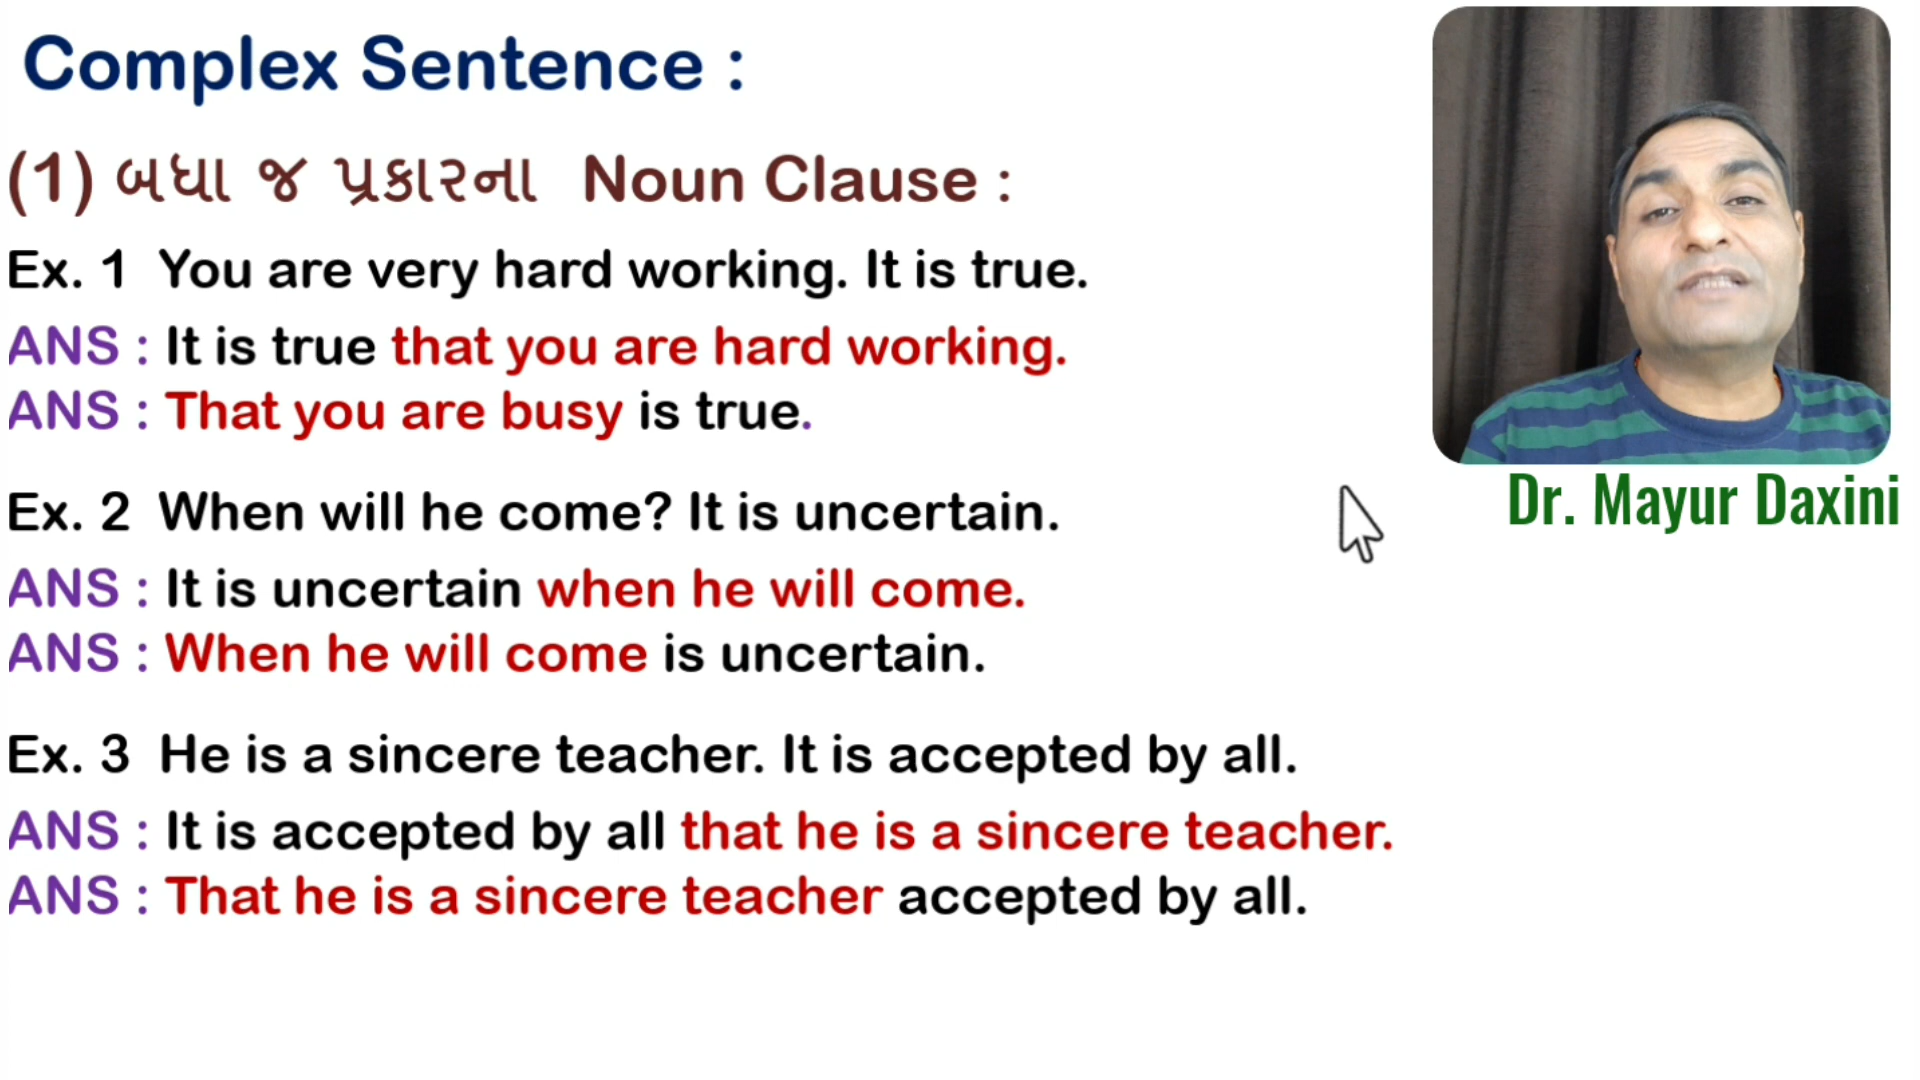 Complex Sentence :
(1) બધા જ પ્રકારના Noun Clause :
Ex. 1 You are very hard working. It is true.
ANS : It is true that you are hard working.
ANS : That you are busy is true.
Ex. 2 When will he come? It is uncertain.
ANS : It is uncertain when he will come.
ANS : When he will come is uncertain.
Ex. 3 He is a sincere teacher. It is accepted by all.
ANS : It is accepted by all that he is a sincere teacher.
ANS : That he is a sincere teacher accepted by all.
Dr. Mayur Daxini